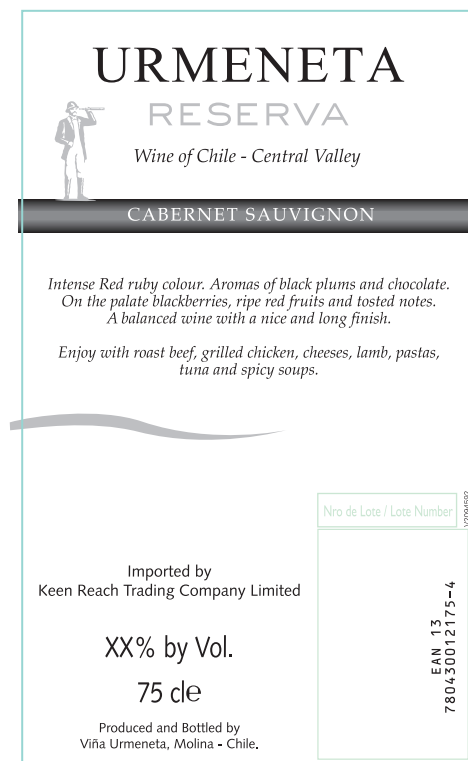 URMENETA
RESERVA
Wine of Chile - Central Valley
CABERNET SAUVIGNON
Intense Red ruby colour. Aromas of black plums and chocolate.
On the palate blackberries, ripe red fruits and tosted notes.
A balanced wine with a nice and long finish.
Enjoy with roast beef, grilled chicken, cheeses, lamb, pastas,
tuna and spicy soups.
Nro de Lote / Lote Number
Imported by
Keen Reach Trading Company Limited
XX% by Vol.
75 cl℮
Produced and Bottled by
Viña Urmeneta, Molina - Chile.
EAN 13
780430012175-4